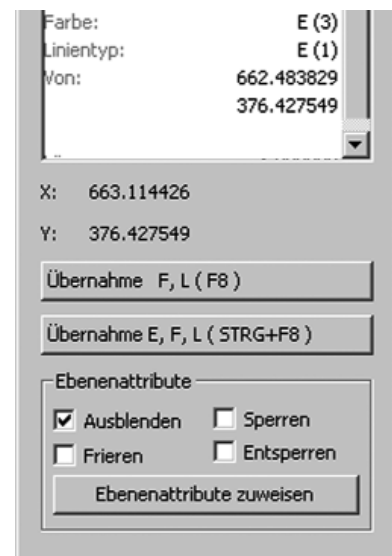 Farbe: E (3)
Linientyp: E (1)
Von: 662.483829
376.427549
X: 663.114426
Y: 376.427549
Übernahme F, L ( F8 )
Übernahme E, F, L ( STRG+F8 )
Ebenenattribute
Ausblenden Sperren
Frieren Entsperren
Ebenenattribute zuweisen